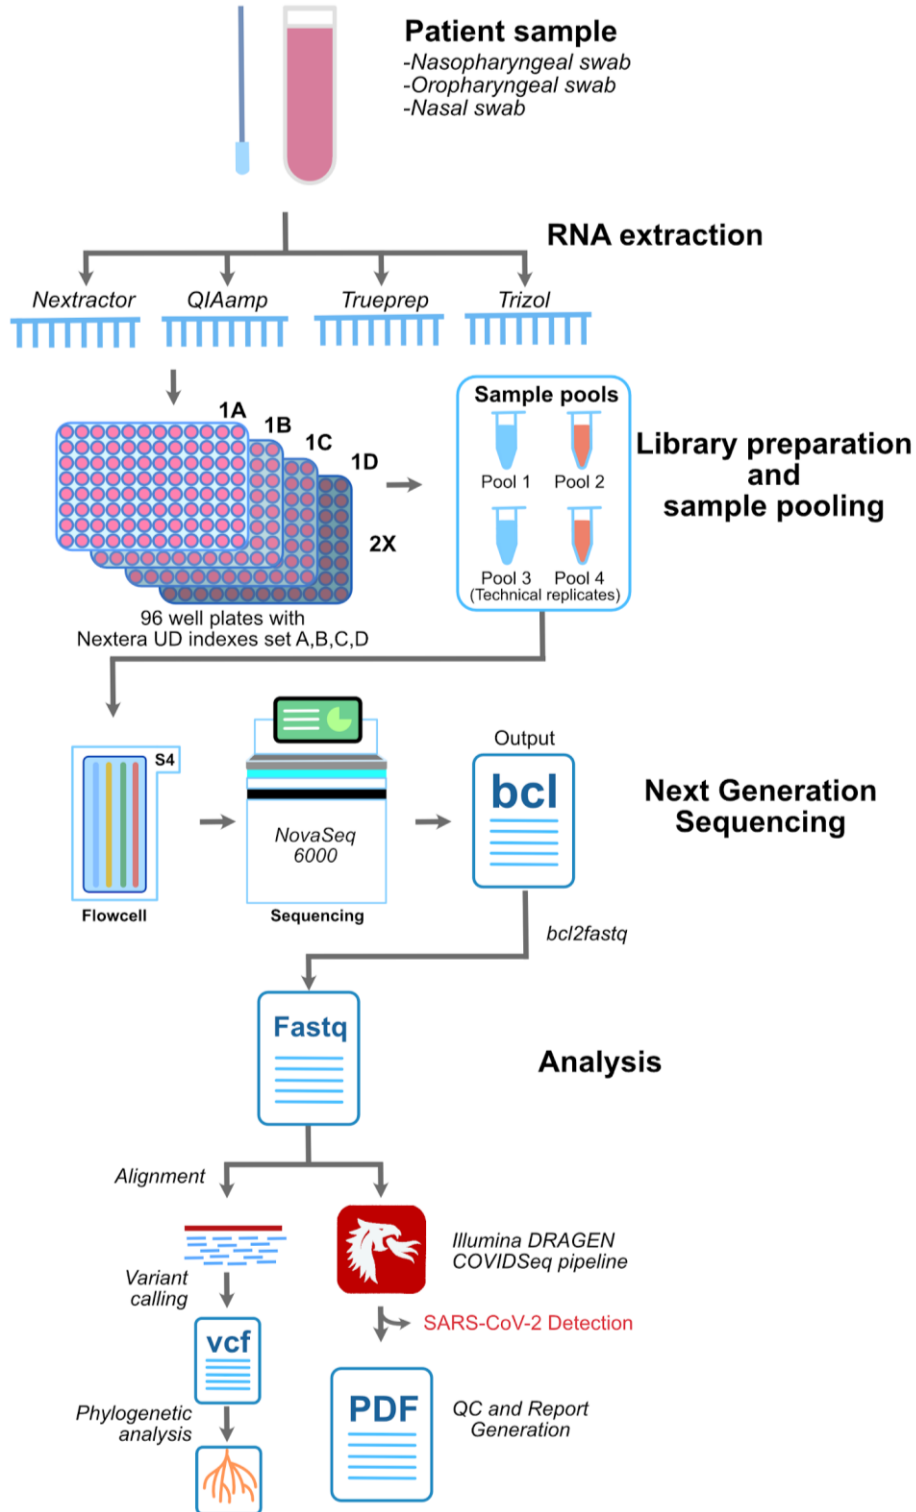 Patient sample
-Nasopharyngeal swab
-Oropharyngeal swab
-Nasal swab
RNA extraction
Nextractor
QIAamp
Trueprep
Trizol
1A
1B
1C
1D
2X
96 well plates with
Nextera UD indexes set A,B,C,D
Sample pools
Pool 1
Pool 2
Pool 3
Pool 4
(Technical replicates)
Library preparation
and
sample pooling
S4
Flowcell
NovaSeq
6000
Sequencing
Output
bcl
Next Generation
Sequencing
bcl2fastq
Fastq
Analysis
Alignment
Variant
calling
vcf
Phylogenetic
analysis
Illumina DRAGEN
COVIDSeq pipeline
SARS-CoV-2 Detection
PDF
QC and Report
Generation